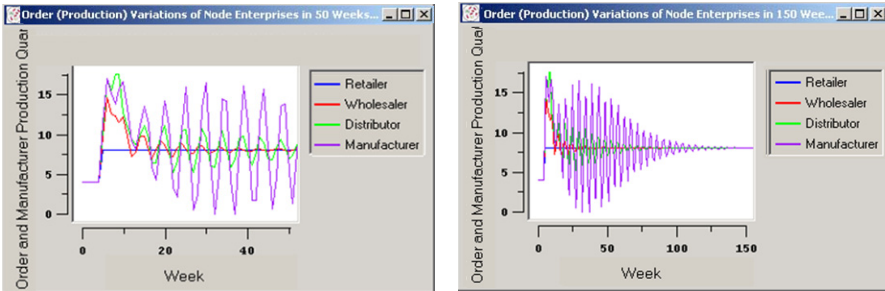 Order (Production) Variations of Node Enterprises in 50 Weeks...
Order and Manufacturer Production Quar
15
10
5
0
0
20
40
Week
Retailer
Wholesaler
Distributor
Manufacturer
Order (Production) Variations of Node Enterprises in 150 Wee...
Order and Manufacturer Production Qua
15
10
5
0
0
50
100
150
Week
Retailer
Wholesaler
Distributor
Manufacturer